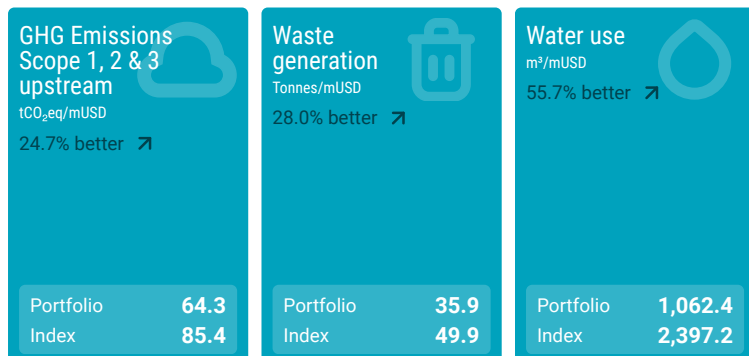 GHG Emissions
Scope 1, 2 & 3
upstream
tCO₂eq/mUSD
24.7% better
Portfolio 64.3
Index 85.4
Waste
generation
Tonnes/mUSD
28.0% better
Portfolio 35.9
Index 49.9
Water use
m³/mUSD
55.7% better
Portfolio 1,062.4
Index 2,397.2